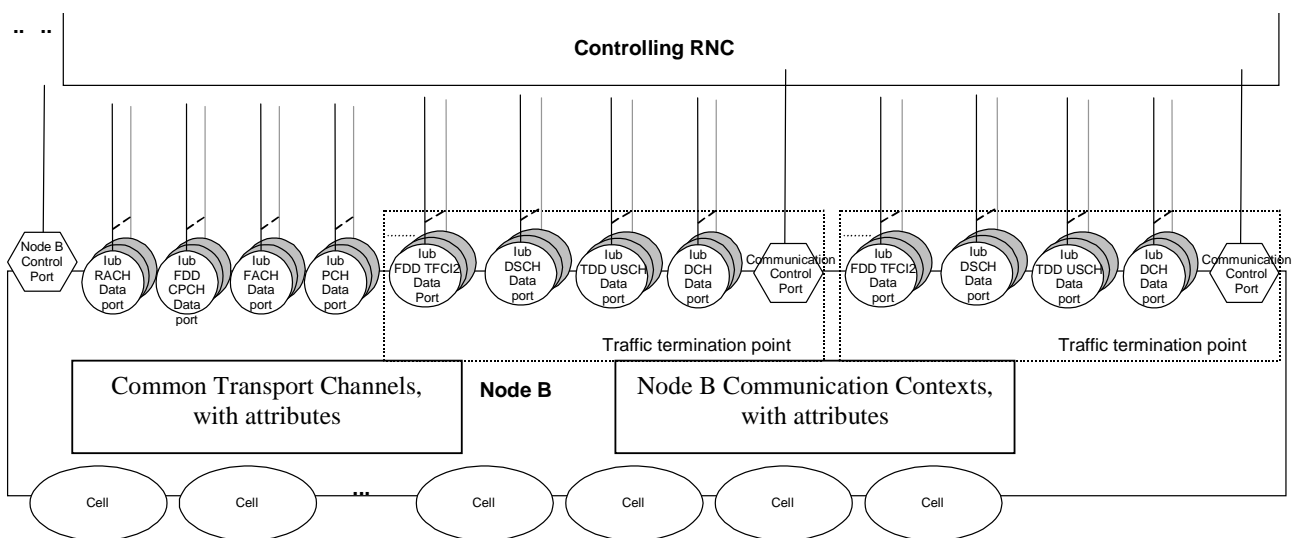 .. ..
Controlling RNC
Node B
Control
Port
Iub
RACH
Data
port
Iub
FDD
CPCH
Data
port
Iub
FACH
Data
port
Iub
PCH
Data
port
Iub
FDD TFCI2
Data
Port
Iub
DSCH
Data
port
Iub
TDD USCH
Data
port
Iub
DCH
Data
port
Communication
Control
Port
Iub
FDD TFCI2
Data
port
Iub
DSCH
Data
port
Iub
TDD USCH
Data
port
Iub
DCH
Data
port
Communication
Control
Port
Traffic termination point
Traffic termination point
Common Transport Channels,
with attributes
Node B
Node B Communication Contexts,
with attributes
Cell
Cell
...
Cell
Cell
Cell
Cell